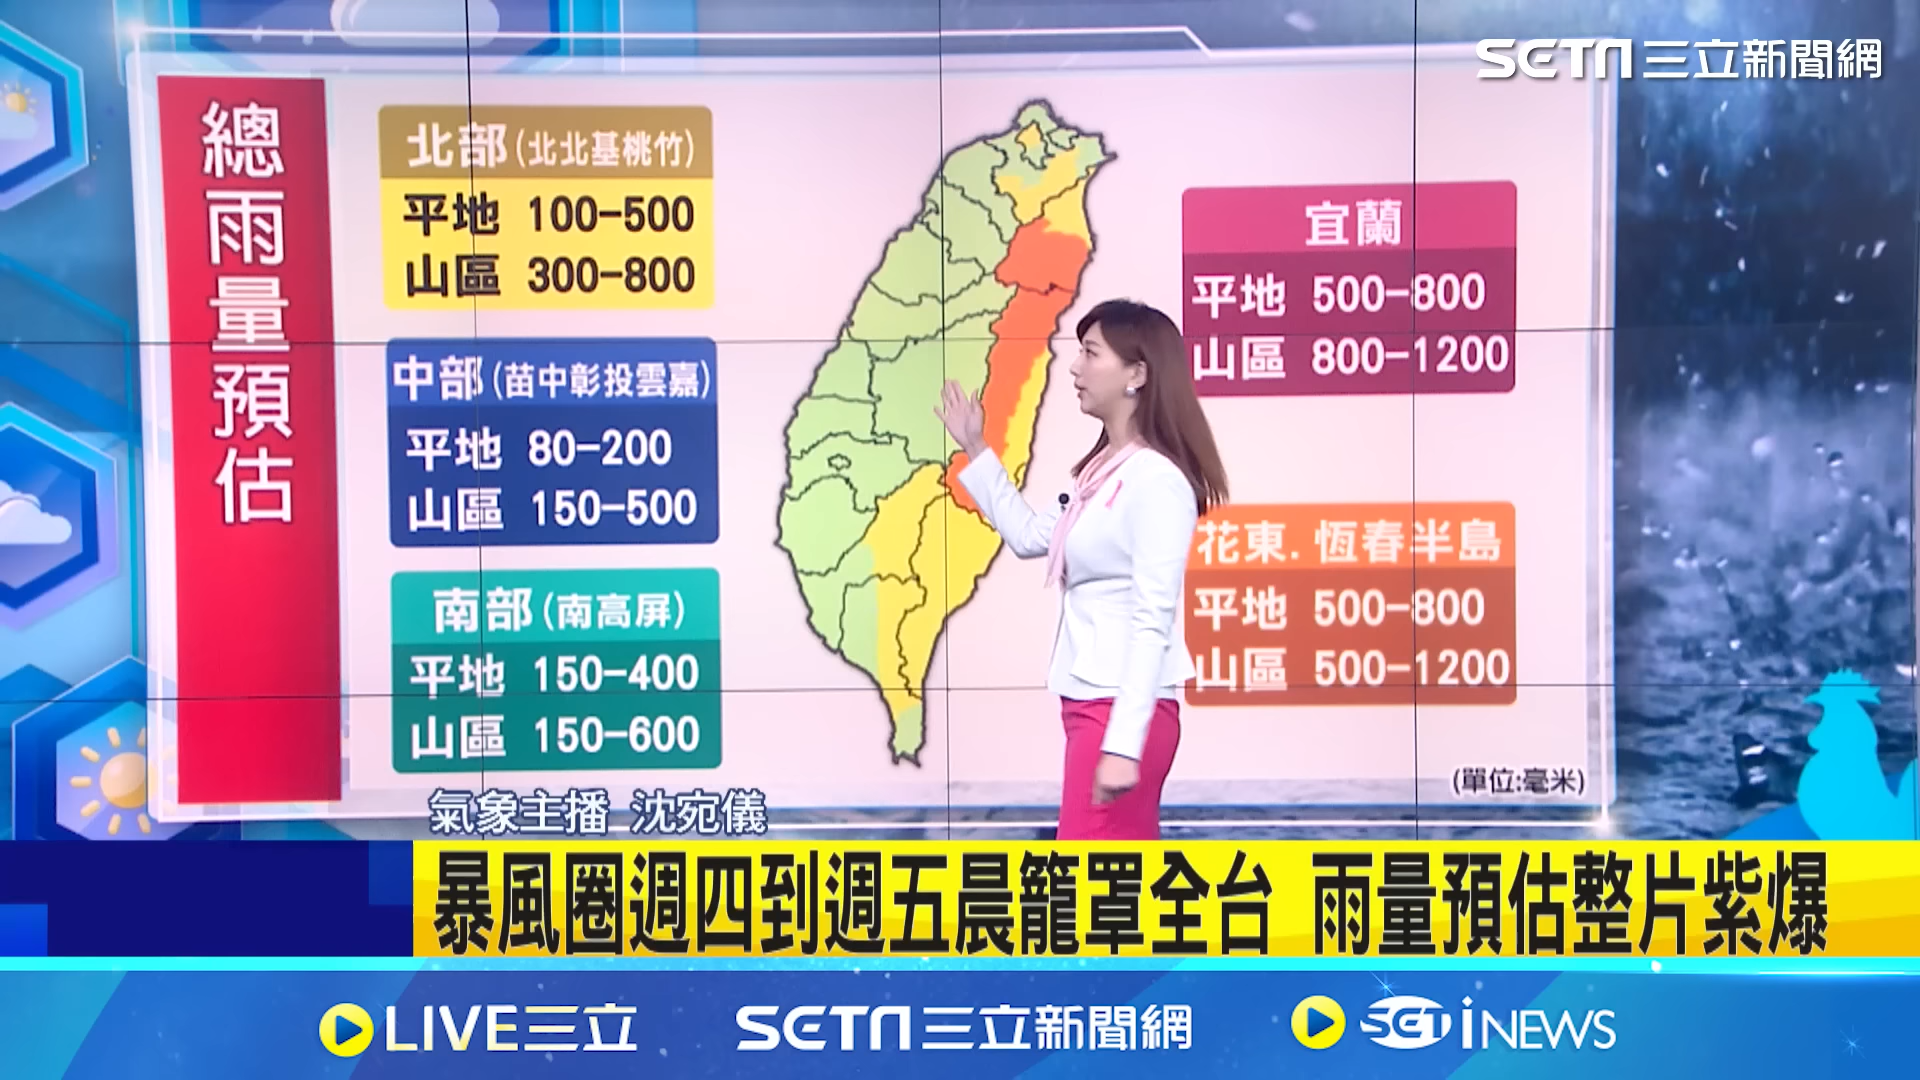 SETN三立新聞網
總雨量預估
北部(北北基桃竹)
平地 100-500
山區 300-800
中部(苗中彰投雲嘉)
平地 80-200
山區 150-500
南部(南高屏)
平地 150-400
山區 150-600
宜蘭
平地 500-800
山區 800-1200
花東.恆春半島
平地 500-800
山區 500-1200
(單位:毫米)
氣象主播 沈宛儀
暴風圈週四到週五晨籠罩全台 雨量預估整片紫爆
LIVE三立
SETN三立新聞網
SET iNEWS